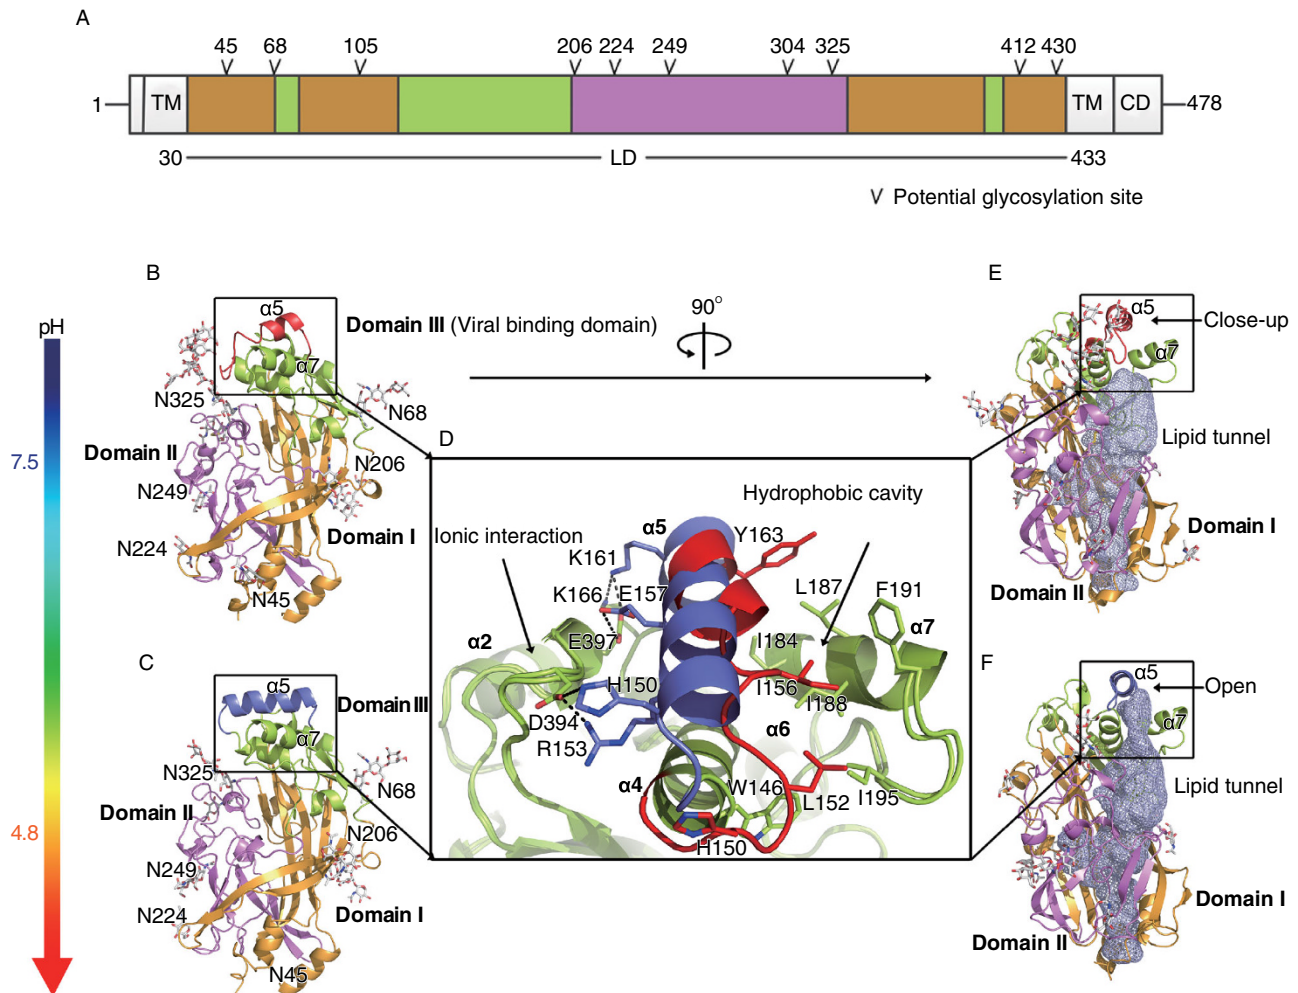 A
45 68 105 206 224 249 304 325 412 430
1 TM TM CD 478
30 LD 433
V Potential glycosylation site
B
E
pH
α5
Domain III (Viral binding domain)
90°
α5
Close-up
α7
α7
N325
N68
D
Domain II
Lipid tunnel
7.5
N206
N249
Domain I
N224
N45
Domain I
Domain II
Hydrophobic cavity
Ionic interaction
α5
Y163
K161
K166 E157
L187
F191
α2
E397
I184
α7
H150
I156
I188
D394
R153
α6
α4
W146
L152
I195
H150
C
F
α5
Domain III
α7
α5
Open
α7
N325
N68
Domain II
Lipid tunnel
4.8
N206
N249
Domain I
N224
N45
Domain I
Domain II